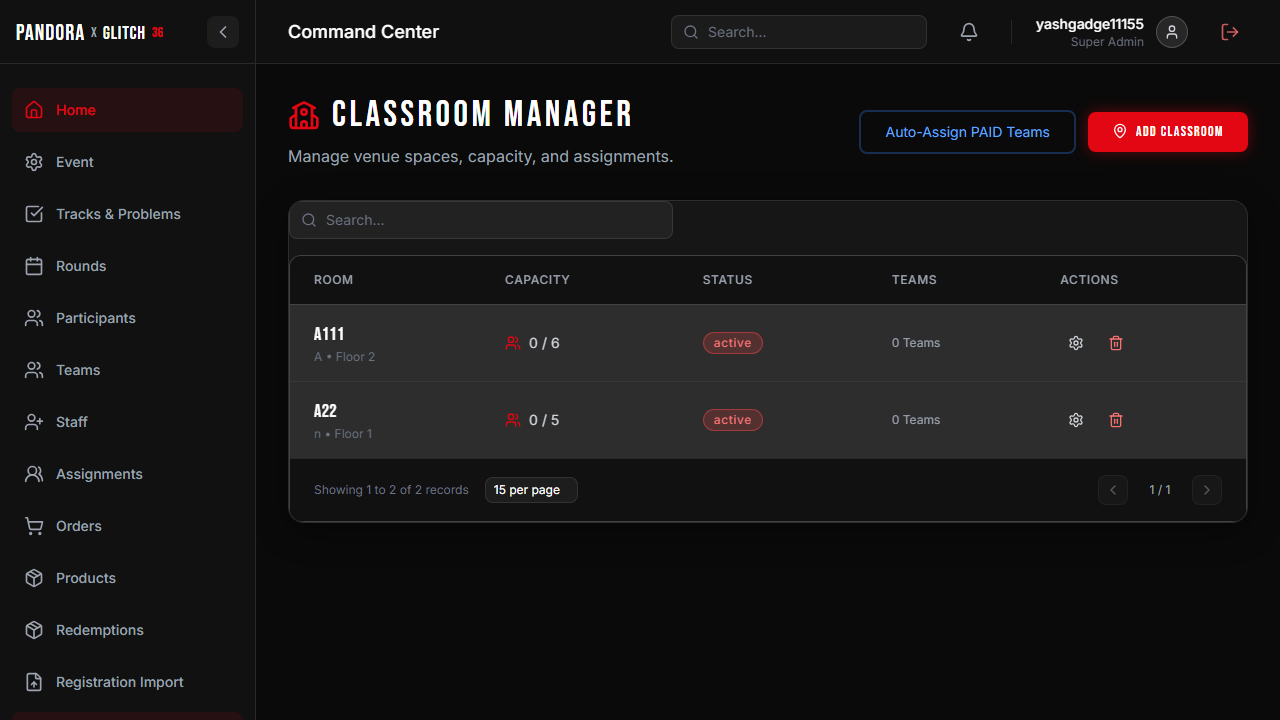 PANDORA X GLITCH 36
Command Center
Search...
yashgadge11155
Super Admin
Home
Event
Tracks & Problems
Rounds
Participants
Teams
Staff
Assignments
Orders
Products
Redemptions
Registration Import
CLASSROOM MANAGER
Manage venue spaces, capacity, and assignments.
Auto-Assign PAID Teams
ADD CLASSROOM
Search...
ROOM CAPACITY STATUS TEAMS ACTIONS
A111
A • Floor 2
0 / 6
active
0 Teams
A22
n • Floor 1
0 / 5
active
0 Teams
Showing 1 to 2 of 2 records
15 per page
1 / 1